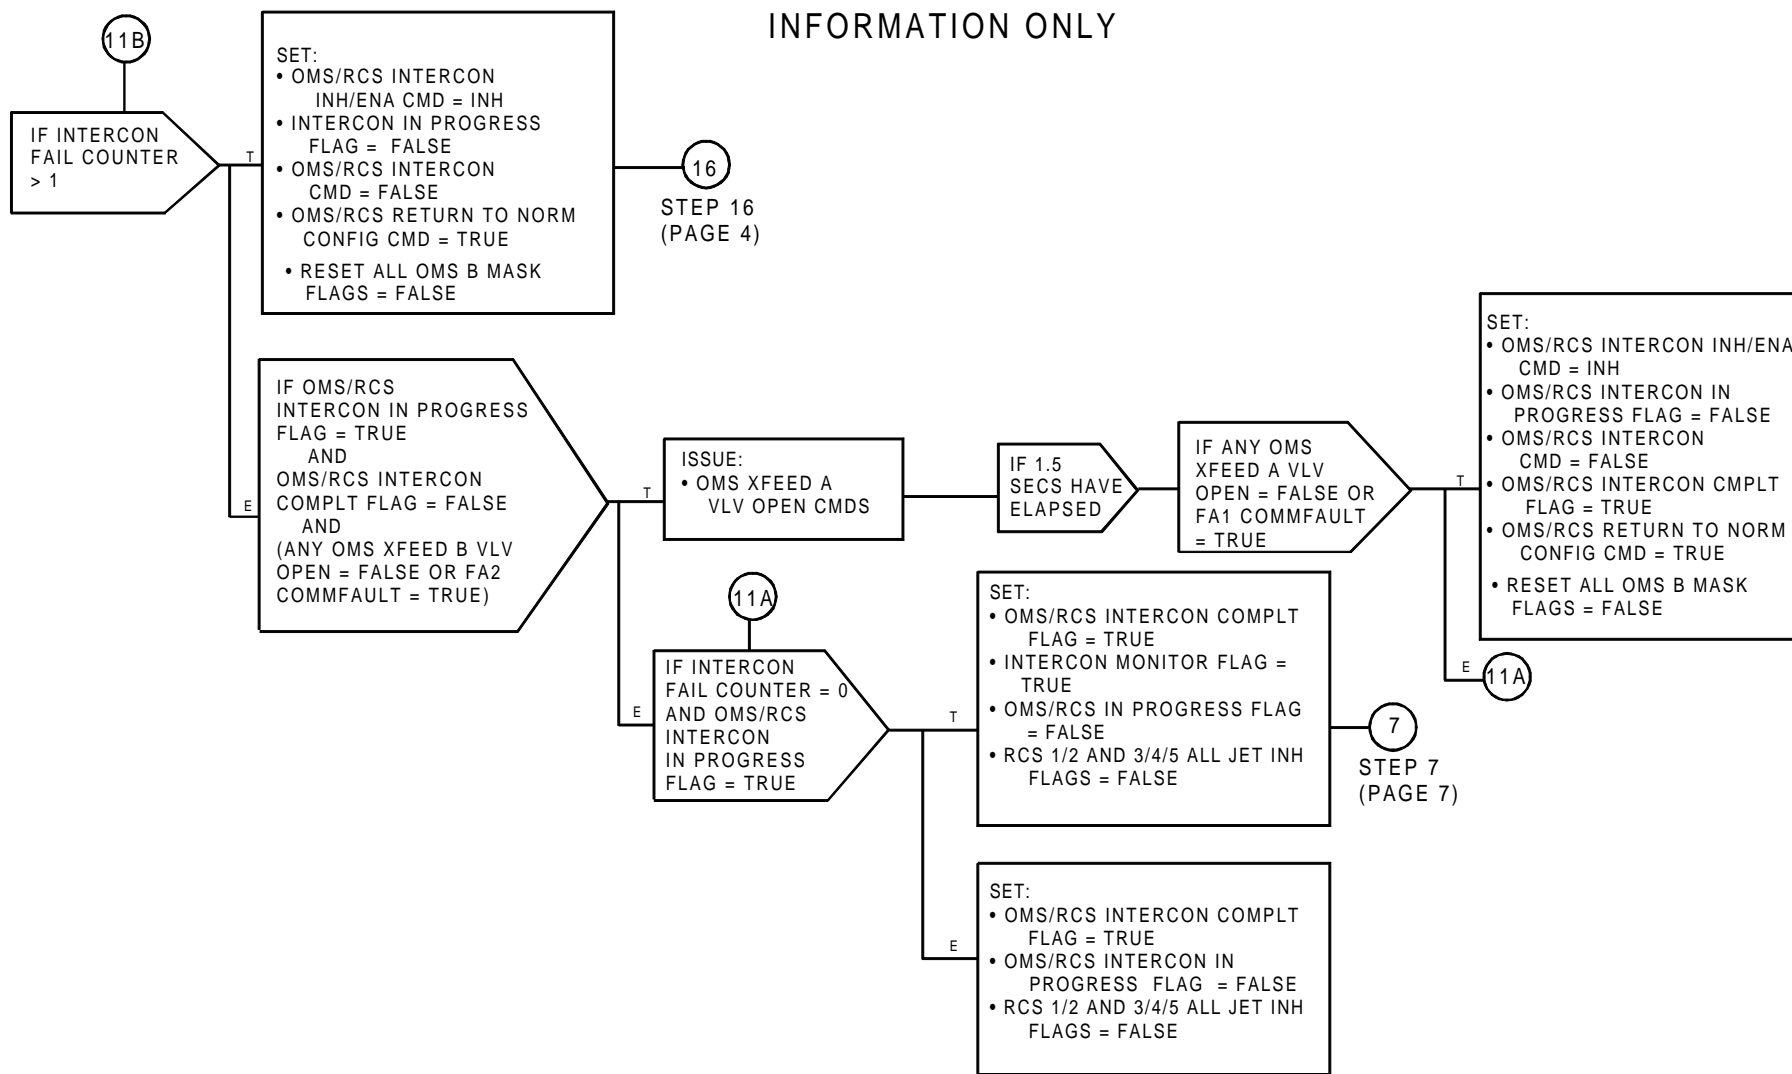 INFORMATION ONLY
11B
IF INTERCON
FAIL COUNTER
> 1
T
E
SET:
• OMS/RCS INTERCON
INH/ENA CMD = INH
• INTERCON IN PROGRESS
FLAG = FALSE
• OMS/RCS INTERCON
CMD = FALSE
• OMS/RCS RETURN TO NORM
CONFIG CMD = TRUE
• RESET ALL OMS B MASK
FLAGS = FALSE
16
STEP 16
(PAGE 4)
IF OMS/RCS
INTERCON IN PROGRESS
FLAG = TRUE
AND
OMS/RCS INTERCON
COMPLT FLAG = FALSE
AND
(ANY OMS XFEED B VLV
OPEN = FALSE OR FA2
COMMFAULT = TRUE)
T
E
ISSUE:
• OMS XFEED A
VLV OPEN CMDS
IF 1.5
SECS HAVE
ELAPSED
IF ANY OMS
XFEED A VLV
OPEN = FALSE OR
FA1 COMMFAULT
= TRUE
T
E
SET:
• OMS/RCS INTERCON INH/ENA
CMD = INH
• OMS/RCS INTERCON IN
PROGRESS FLAG = FALSE
• OMS/RCS INTERCON
CMD = FALSE
• OMS/RCS INTERCON CMPLT
FLAG = TRUE
• OMS/RCS RETURN TO NORM
CONFIG CMD = TRUE
• RESET ALL OMS B MASK
FLAGS = FALSE
11A
11A
IF INTERCON
FAIL COUNTER = 0
AND OMS/RCS
INTERCON
IN PROGRESS
FLAG = TRUE
T
E
SET:
• OMS/RCS INTERCON COMPLT
FLAG = TRUE
• INTERCON MONITOR FLAG =
TRUE
• OMS/RCS IN PROGRESS FLAG
= FALSE
• RCS 1/2 AND 3/4/5 ALL JET INH
FLAGS = FALSE
7
STEP 7
(PAGE 7)
SET:
• OMS/RCS INTERCON COMPLT
FLAG = TRUE
• OMS/RCS INTERCON IN
PROGRESS FLAG = FALSE
• RCS 1/2 AND 3/4/5 ALL JET INH
FLAGS = FALSE